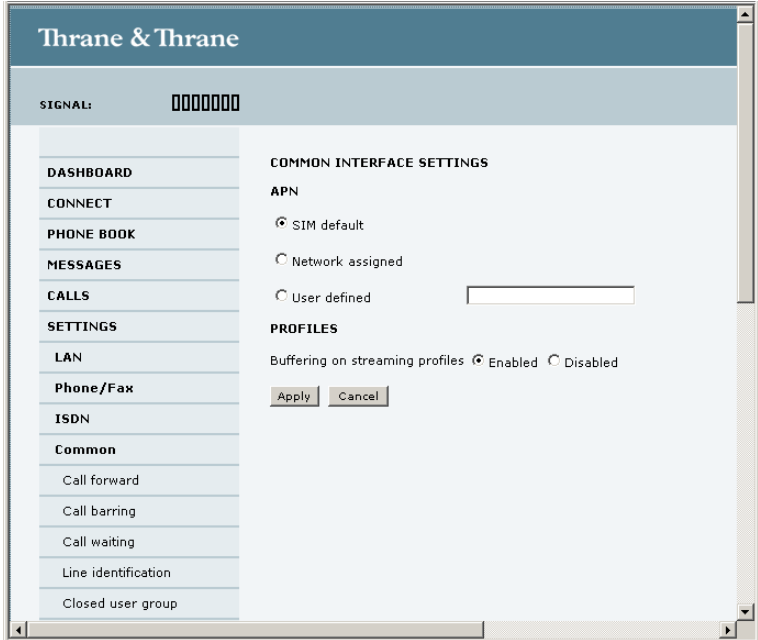 Thrane & Thrane
SIGNAL:
DASHBOARD
CONNECT
PHONE BOOK
MESSAGES
CALLS
SETTINGS
LAN
Phone/Fax
ISDN
Common
Call forward
Call barring
Call waiting
Line identification
Closed user group
COMMON INTERFACE SETTINGS
APN
SIM default
Network assigned
User defined
PROFILES
Buffering on streaming profiles Enabled Disabled
Apply Cancel